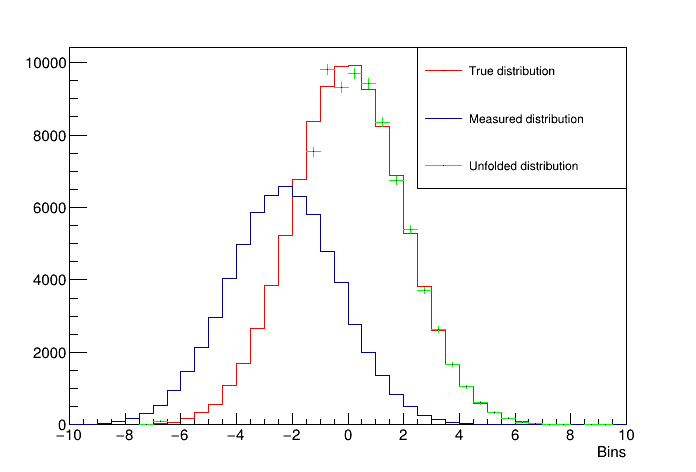 10000
8000
6000
4000
2000
0
−10 −8 −6 −4 −2 0 2 4 6 8 10
Bins
True distribution
Measured distribution
Unfolded distribution